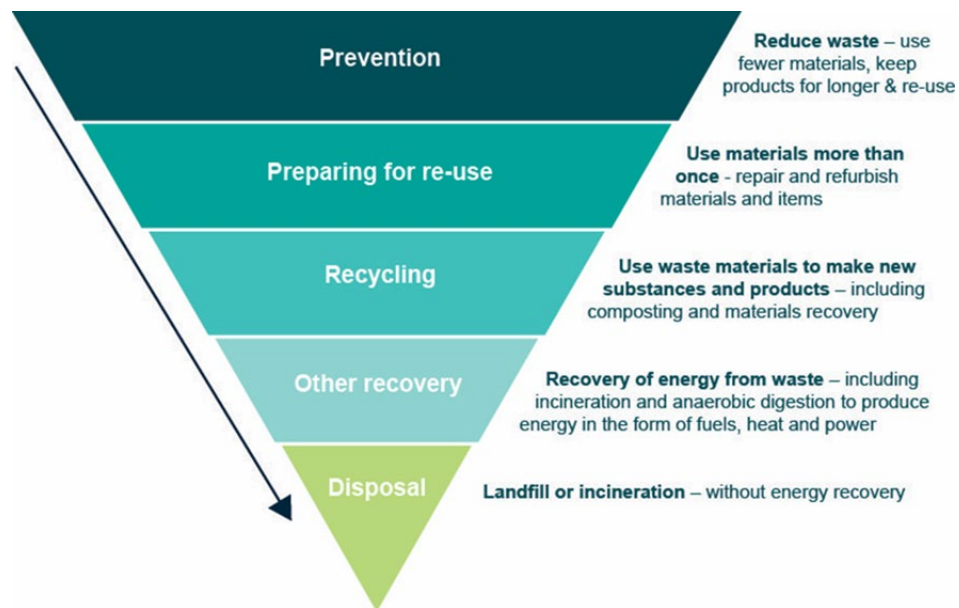 Prevention
Reduce waste – use
fewer materials, keep
products for longer & re-use
Preparing for re-use
Use materials more than
once - repair and refurbish
materials and items
Recycling
Use waste materials to make new
substances and products – including
composting and materials recovery
Other recovery
Recovery of energy from waste – including
incineration and anaerobic digestion to produce
energy in the form of fuels, heat and power
Disposal
Landfill or incineration – without energy recovery